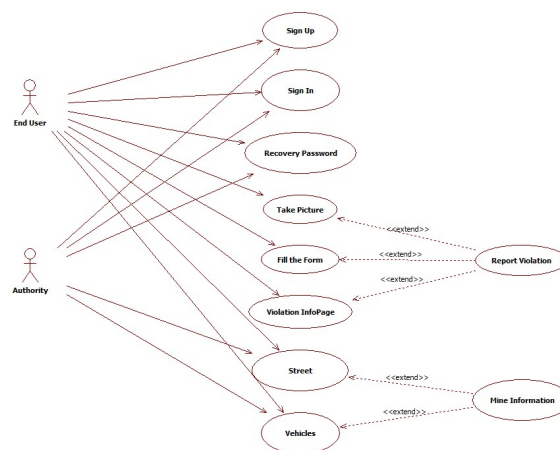 Sign Up
End User
Sign In
Recovery Password
Take Picture
<<extend>>
Authority
Fill the Form
<<extend>>
Report Violation
<<extend>>
Violation InfoPage
Street
<<extend>>
Mine Information
<<extend>>
Vehicles